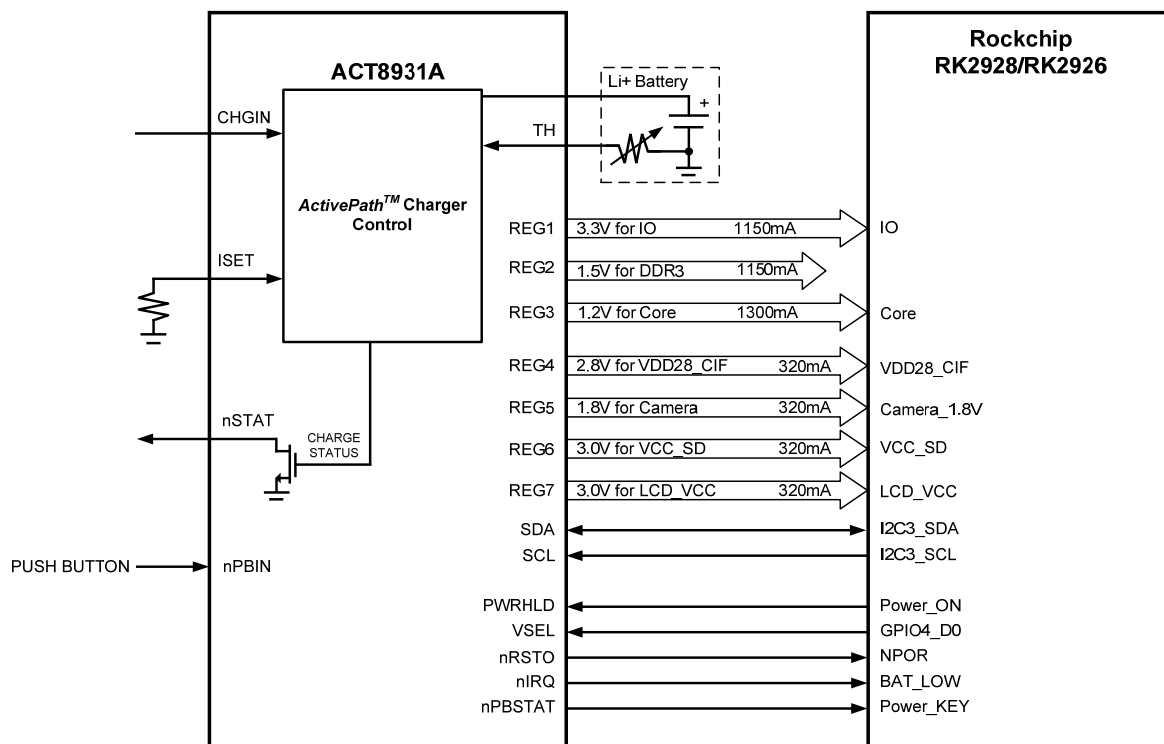 Rockchip
RK2928/RK2926
ACT8931A
Li+ Battery
+
CHGIN
TH
ActivePath™ Charger
Control
ISET
REG1 3.3V for IO 1150mA IO
REG2 1.5V for DDR3 1150mA
REG3 1.2V for Core 1300mA Core
REG4 2.8V for VDD28_CIF 320mA VDD28_CIF
REG5 1.8V for Camera 320mA Camera_1.8V
nSTAT
CHARGE
STATUS
REG6 3.0V for VCC_SD 320mA VCC_SD
REG7 3.0V for LCD_VCC 320mA LCD_VCC
SDA I2C3_SDA
SCL I2C3_SCL
PUSH BUTTON nPBIN
PWRHLD Power_ON
VSEL GPIO4_D0
nRSTO NPOR
nIRQ BAT_LOW
nPBSTAT Power_KEY